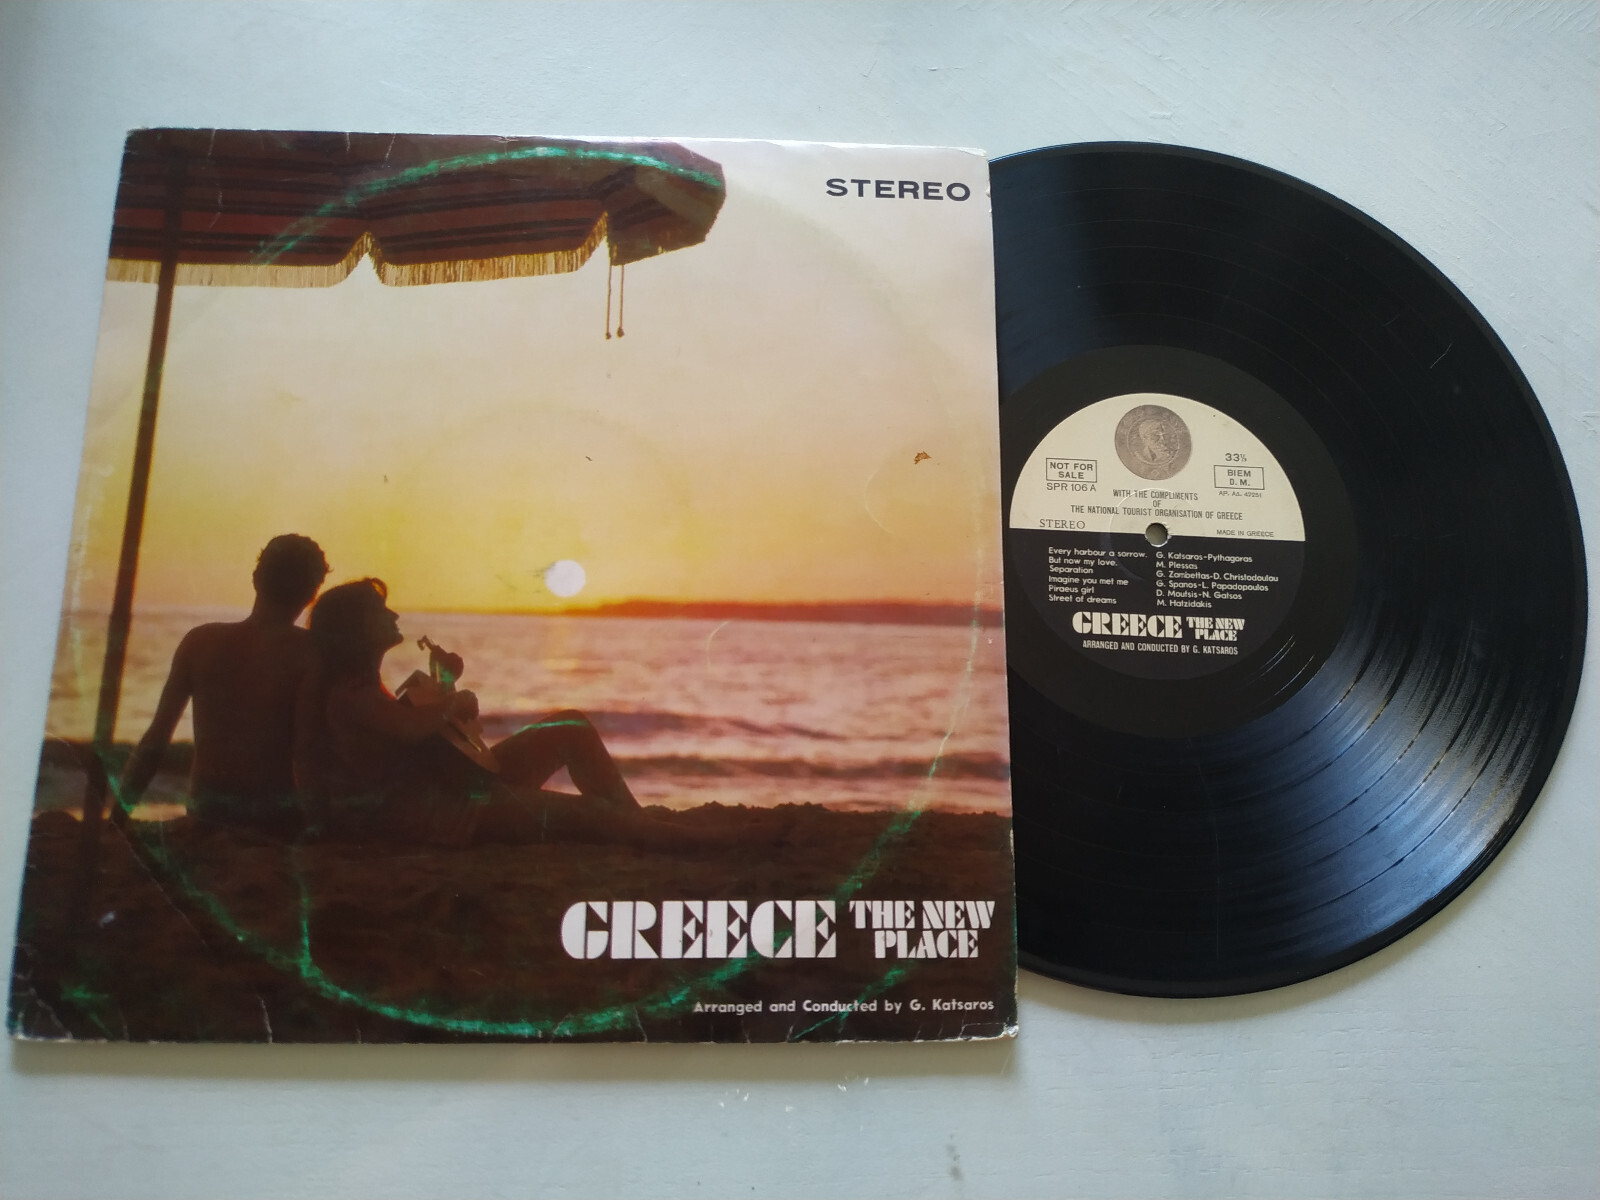 STEREO
GREECE THE NEW
PLACE
Arranged and Conducted by G. Katsaros
33⅓
NOT FOR
SALE
SPR 106 A
BIEM
D. M.
WITH THE COMPLIMENTS
OF
THE NATIONAL TOURIST ORGANISATION OF GREECE
STEREO
MADE IN GREECE
Every harbour a sorrow. G. Katsaros-Pythagoras
But now my love. M. Plessas
Separation G. Zambettas-D. Christodoulou
Imagine you met me G. Spanos-L. Papadopoulos
Piraeus girl D. Moutsis-N. Gatsos
Street of dreams M. Hatzidakis
GREECE THE NEW
PLACE
ARRANGED AND CONDUCTED BY G. KATSAROS